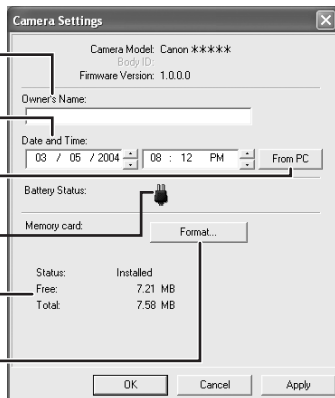 Camera Settings
Camera Model: Canon *****
Body ID:
Firmware Version: 1.0.0.0
Owner's Name:
Date and Time:
03 / 05 / 2004 08 : 12 PM From PC
Battery Status:
Memory card: Format...
Status: Installed
Free: 7.21 MB
Total: 7.58 MB
OK Cancel Apply